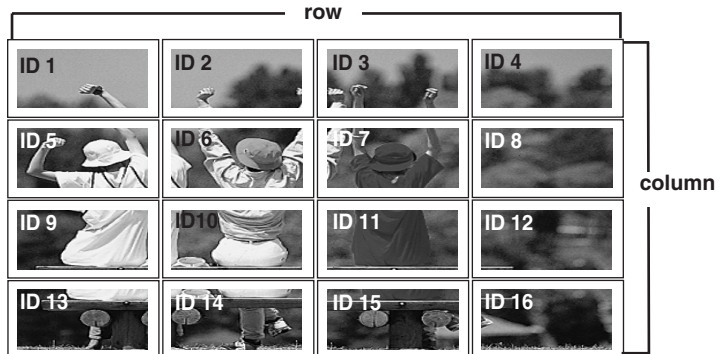 row
ID 1 ID 2 ID 3 ID 4
ID 5 ID 6 ID 7 ID 8
column
ID 9 ID10 ID 11 ID 12
ID 13 ID 14 ID 15 ID 16